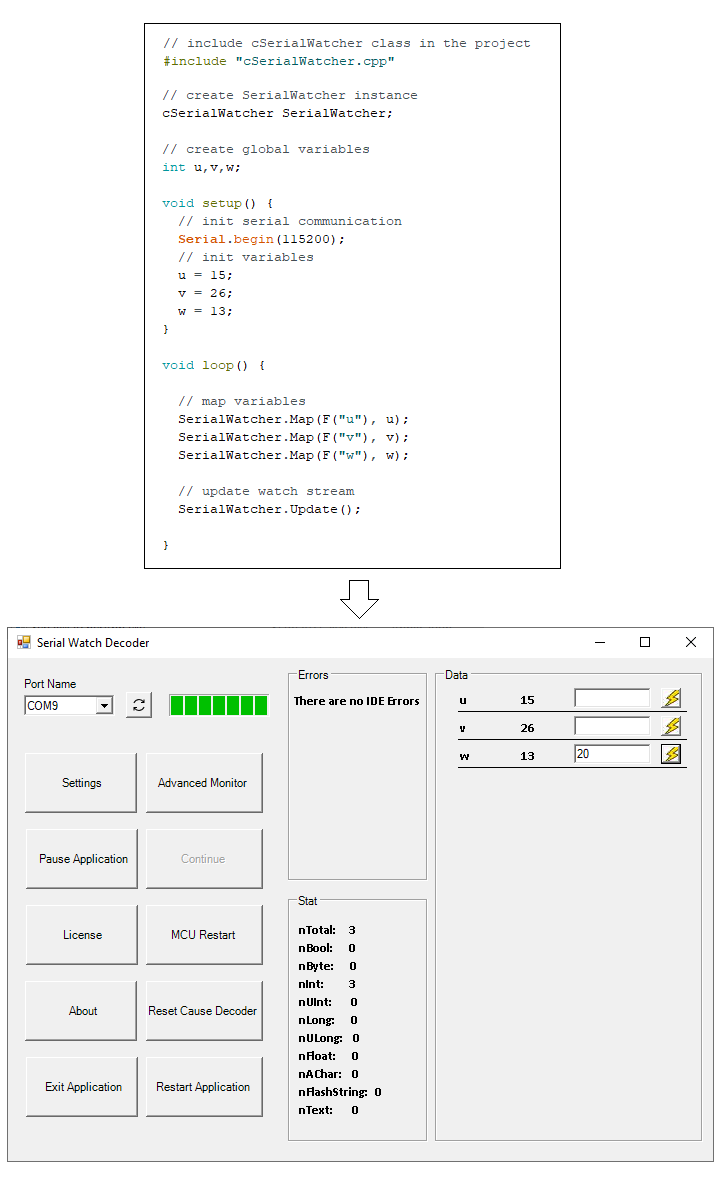 // include cSerialWatcher class in the project
#include "cSerialWatcher.cpp"
// create SerialWatcher instance
cSerialWatcher SerialWatcher;
// create global variables
int u,v,w;
void setup() {
// init serial communication
Serial.begin(115200);
// init variables
u = 15;
v = 26;
w = 13;
}
void loop() {
// map variables
SerialWatcher.Map(F("u"), u);
SerialWatcher.Map(F("v"), v);
SerialWatcher.Map(F("w"), w);
// update watch stream
SerialWatcher.Update();
}
Serial Watch Decoder
Port Name
COM9
Settings
Advanced Monitor
Pause Application
Continue
License
MCU Restart
About
Reset Cause Decoder
Exit Application
Restart Application
Errors
There are no IDE Errors
Stat
nTotal: 3
nBool: 0
nByte: 0
nInt: 3
nUInt: 0
nLong: 0
nULong: 0
nFloat: 0
nAChar: 0
nFlashString: 0
nText: 0
Data
u 15
v 26
w 13 20